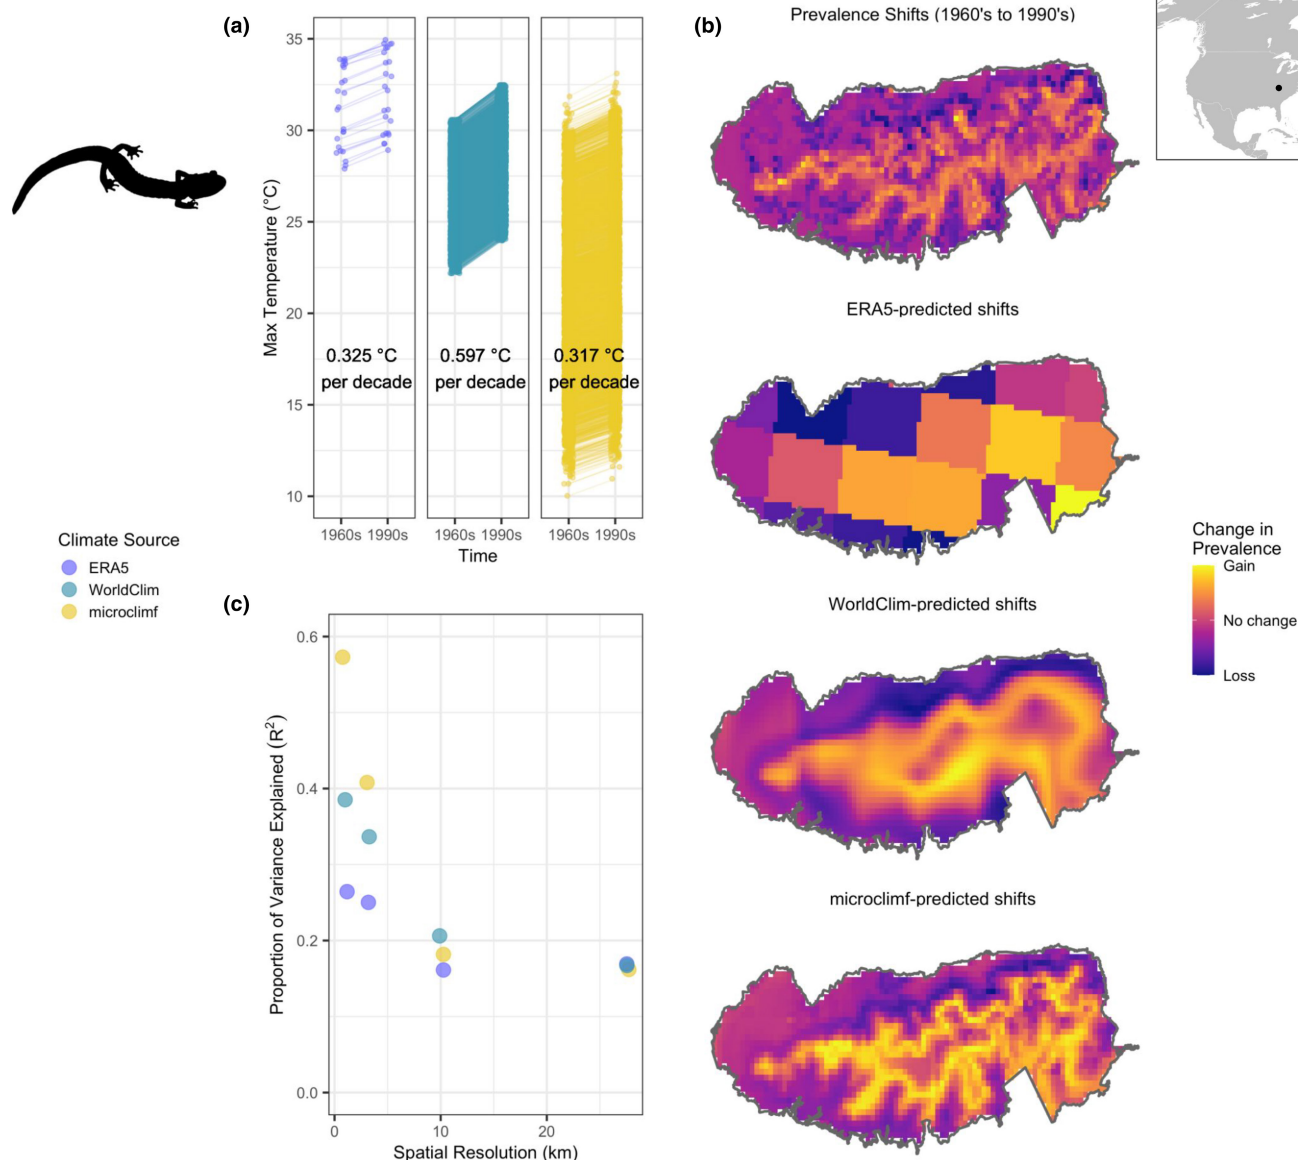 (a)
Max Temperature (°C)
35
30
25
20
15
10
0.325 °C
per decade
0.597 °C
per decade
0.317 °C
per decade
1960s 1990s
1960s 1990s
1960s 1990s
Time
Climate Source
ERA5
WorldClim
microclimf
(b)
Prevalence Shifts (1960's to 1990's)
ERA5-predicted shifts
WorldClim-predicted shifts
microclimf-predicted shifts
Change in
Prevalence
Gain
No change
Loss
(c)
Proportion of Variance Explained (R²)
0.6
0.4
0.2
0.0
0 10 20
Spatial Resolution (km)